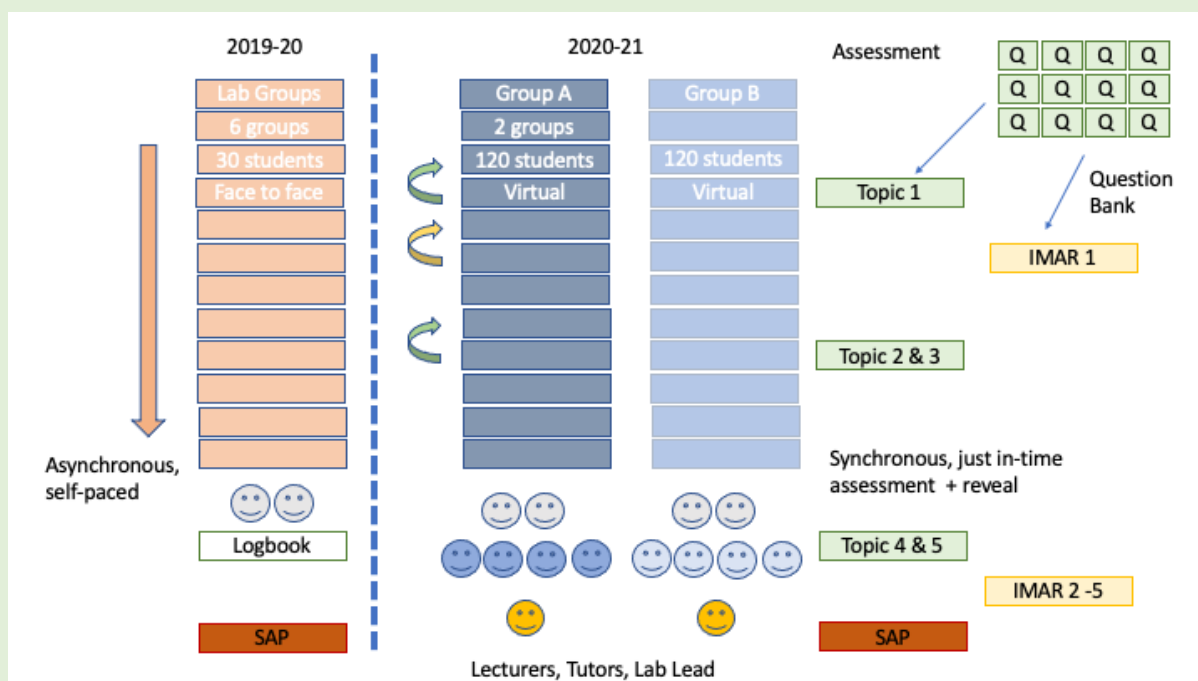 2019-20
2020-21
Assessment
Q Q Q Q
Q Q Q Q
Q Q Q Q
Question
Bank
Lab Groups
6 groups
30 students
Face to face
Group A
2 groups
120 students
Virtual
Group B
120 students
Virtual
Topic 1
IMAR 1
Topic 2 & 3
Asynchronous,
self-paced
Synchronous, just in-time
assessment + reveal
Logbook
Topic 4 & 5
IMAR 2 -5
SAP
SAP
Lecturers, Tutors, Lab Lead